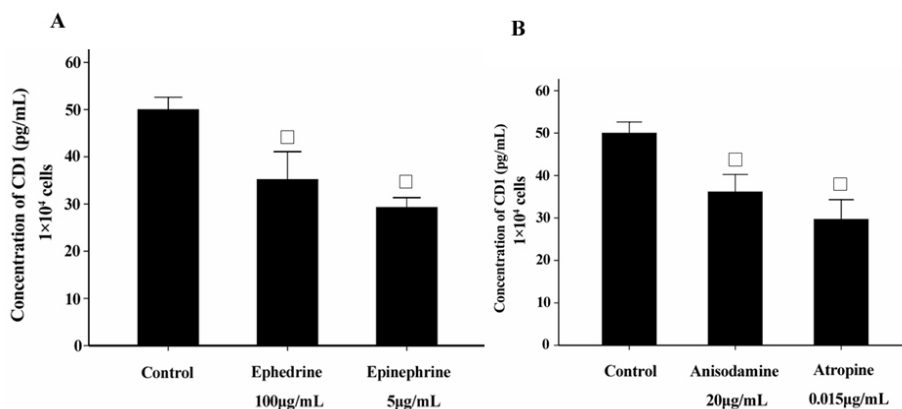 A
Concentration of CD1 (pg/mL)
1×10⁴ cells
60
50
40
30
20
10
0
Control
Ephedrine
Epinephrine
100μg/mL
5μg/mL
B
Concentration of CD1 (pg/mL)
1×10⁴ cells
60
50
40
30
20
10
0
Control
Anisodamine
Atropine
20μg/mL
0.015μg/mL